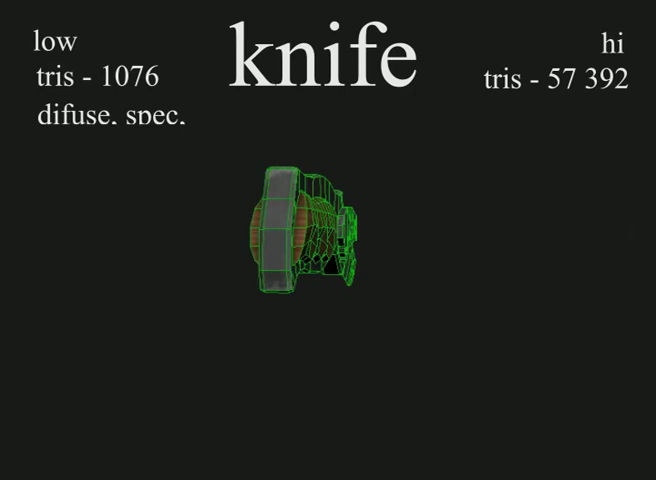 knife
low
tris - 1076
difuse, spec,
hi
tris - 57 392